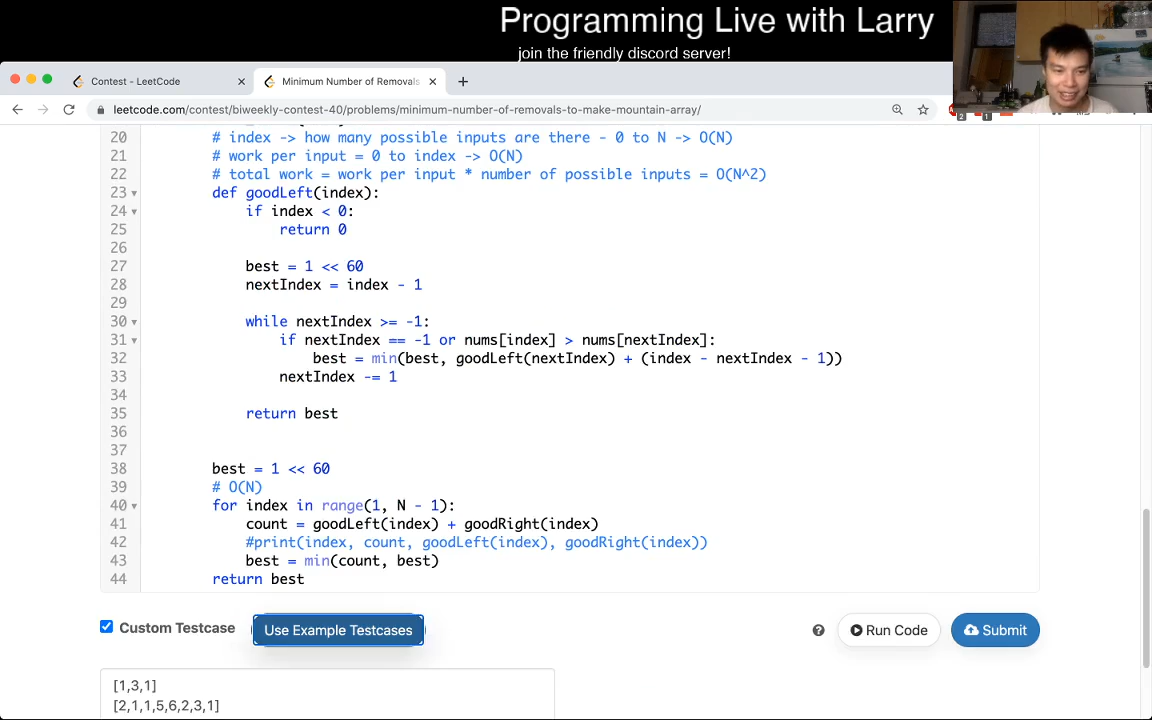 Programming Live with Larry
join the friendly discord server!
Contest - LeetCode
Minimum Number of Removals
leetcode.com/contest/biweekly-contest-40/problems/minimum-number-of-removals-to-make-mountain-array/
2 1
20 # index -> how many possible inputs are there - 0 to N -> O(N)
21 # work per input = 0 to index -> O(N)
22 # total work = work per input * number of possible inputs = O(N^2)
23 def goodLeft(index):
24 if index < 0:
25 return 0
26
27 best = 1 << 60
28 nextIndex = index - 1
29
30 while nextIndex >= -1:
31 if nextIndex == -1 or nums[index] > nums[nextIndex]:
32 best = min(best, goodLeft(nextIndex) + (index - nextIndex - 1))
33 nextIndex -= 1
34
35 return best
36
37
38 best = 1 << 60
39 # O(N)
40 for index in range(1, N - 1):
41 count = goodLeft(index) + goodRight(index)
42 #print(index, count, goodLeft(index), goodRight(index))
43 best = min(count, best)
44 return best
Custom Testcase Use Example Testcases Run Code Submit
[1,3,1]
[2,1,1,5,6,2,3,1]